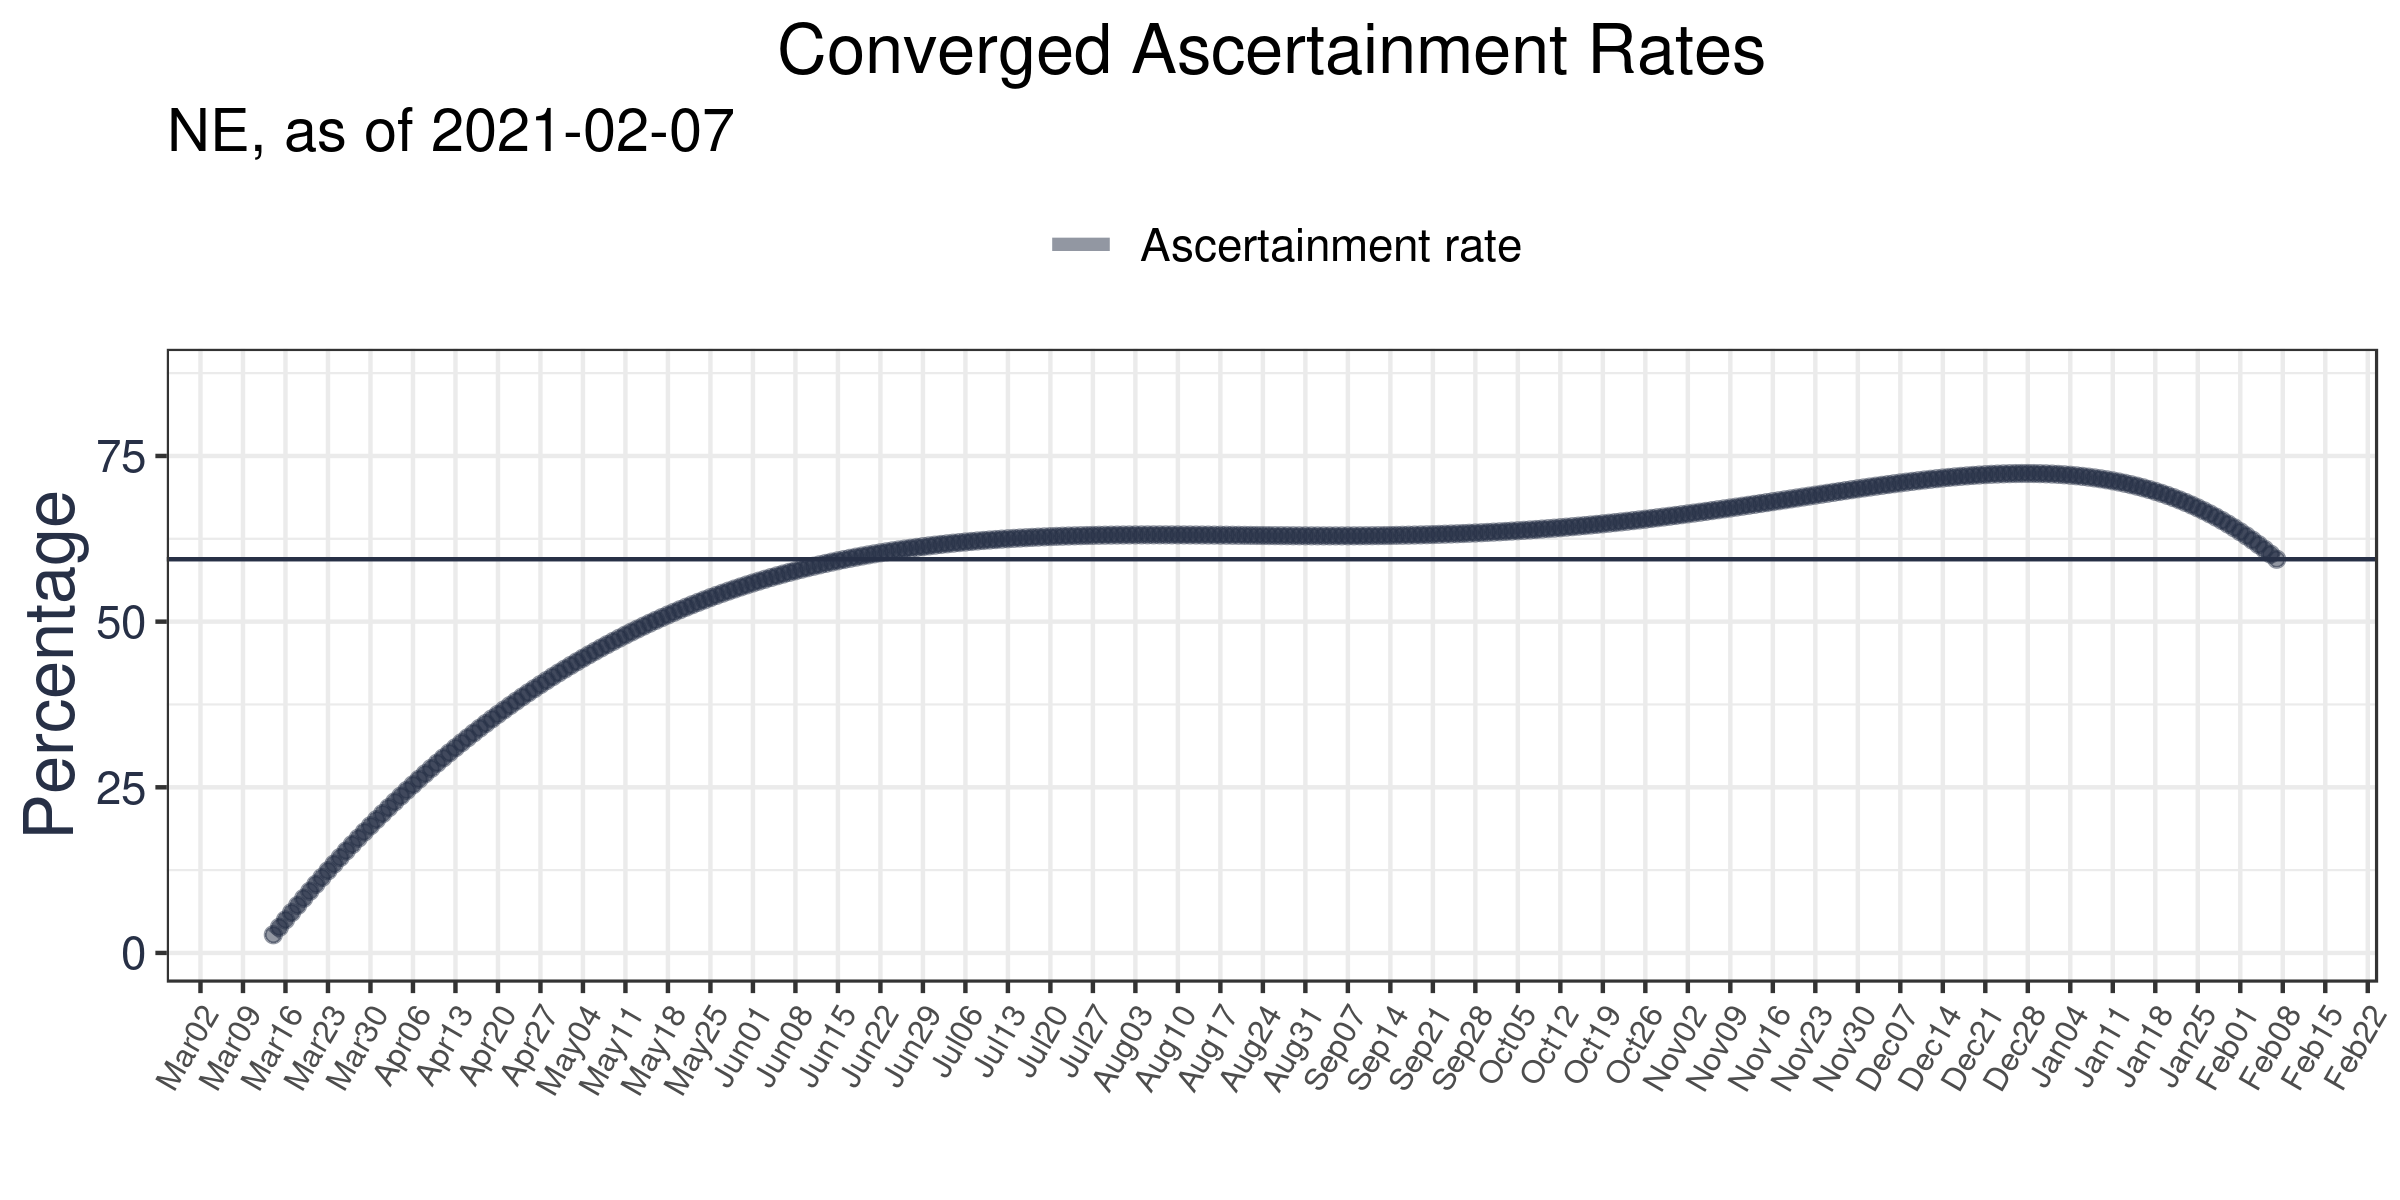 Converged Ascertainment Rates
NE, as of 2021-02-07
Ascertainment rate
Percentage
75
50
25
0
Mar02 Mar09 Mar16 Mar23 Mar30 Apr06 Apr13 Apr20 Apr27 May04 May11 May18 May25 Jun01 Jun08 Jun15 Jun22 Jun29 Jul06 Jul13 Jul20 Jul27 Aug03 Aug10 Aug17 Aug24 Aug31 Sep07 Sep14 Sep21 Sep28 Oct05 Oct12 Oct19 Oct26 Nov02 Nov09 Nov16 Nov23 Nov30 Dec07 Dec14 Dec21 Dec28 Jan04 Jan11 Jan18 Jan25 Feb01 Feb08 Feb15 Feb22